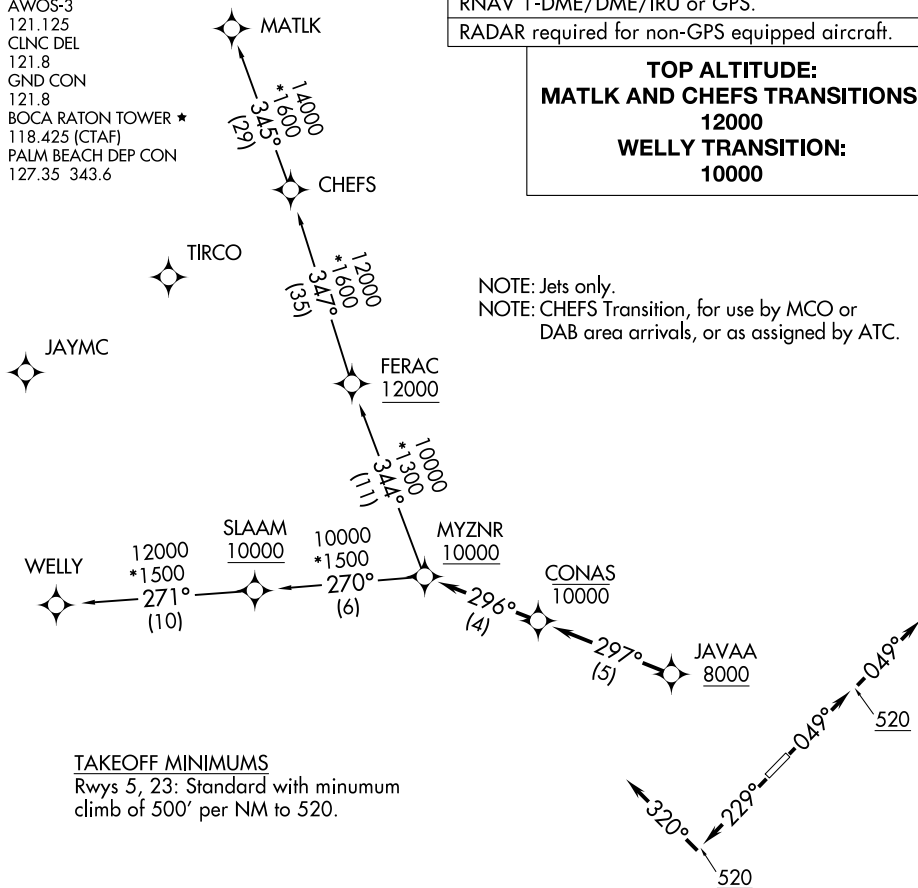 AWOS-3
121.125
CLNC DEL
121.8
GND CON
121.8
BOCA RATON TOWER ★
118.425 (CTAF)
PALM BEACH DEP CON
127.35 343.6
RNAV 1-DME/DME/IRU or GPS.
RADAR required for non-GPS equipped aircraft.
TOP ALTITUDE:
MATLK AND CHEFS TRANSITIONS
12000
WELLY TRANSITION:
10000
MATLK
14000
*1600
345°
(29)
CHEFS
TIRCO
12000
*1600
347°
(35)
NOTE: Jets only.
NOTE: CHEFS Transition, for use by MCO or
DAB area arrivals, or as assigned by ATC.
JAYMC
FERAC
12000
10000
*1300
344°
(11)
SLAAM
10000
10000
*1500
270°
(6)
MYZNR
10000
WELLY
12000
*1500
271°
(10)
CONAS
10000
296°
(4)
297°
(5)
JAVAA
8000
049°
520
049°
229°
320°
520
TAKEOFF MINIMUMS
Rwys 5, 23: Standard with minumum
climb of 500' per NM to 520.